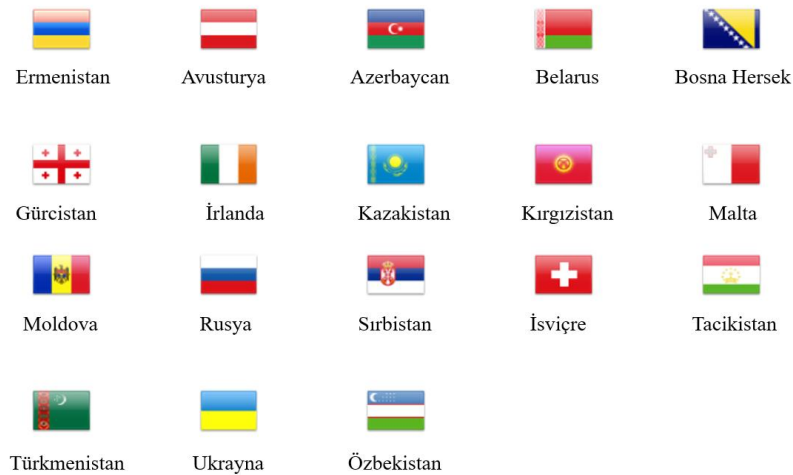 Ermenistan Avusturya Azerbaycan Belarus Bosna Hersek
Gürcistan İrlanda Kazakistan Kırgızistan Malta
Moldova Rusya Sırbistan İsviçre Tacikistan
Türkmenistan Ukrayna Özbekistan